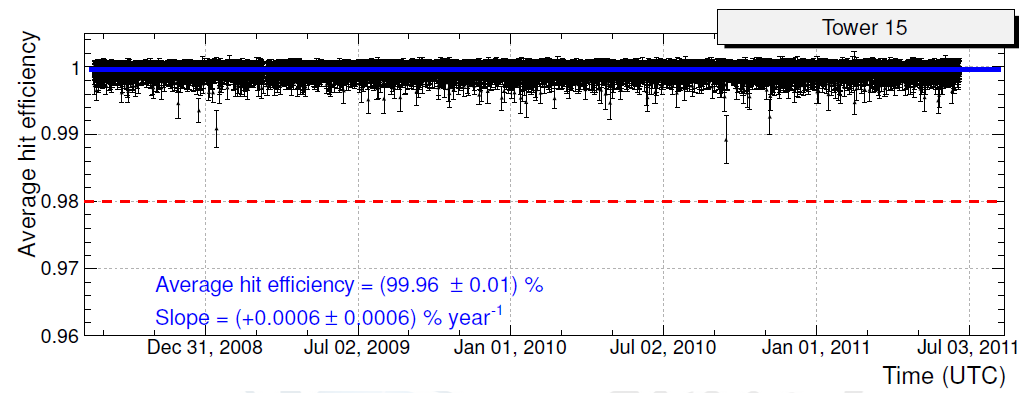 Tower 15
Average hit efficiency
1
0.99
0.98
0.97
0.96
Average hit efficiency = (99.96 ± 0.01) %
Slope = (+0.0006 ± 0.0006) % year-1
Dec 31, 2008 Jul 02, 2009 Jan 01, 2010 Jul 02, 2010 Jan 01, 2011 Jul 03, 2011
Time (UTC)